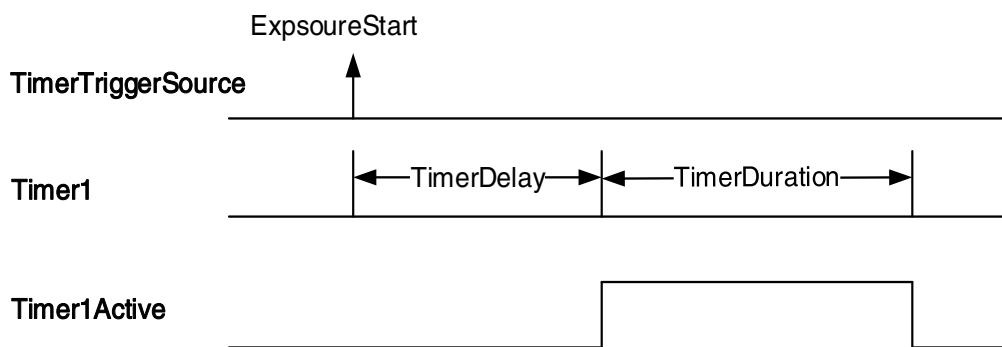 ExpsoureStart
TimerTriggerSource
Timer1
TimerDelay
TimerDuration
Timer1Active